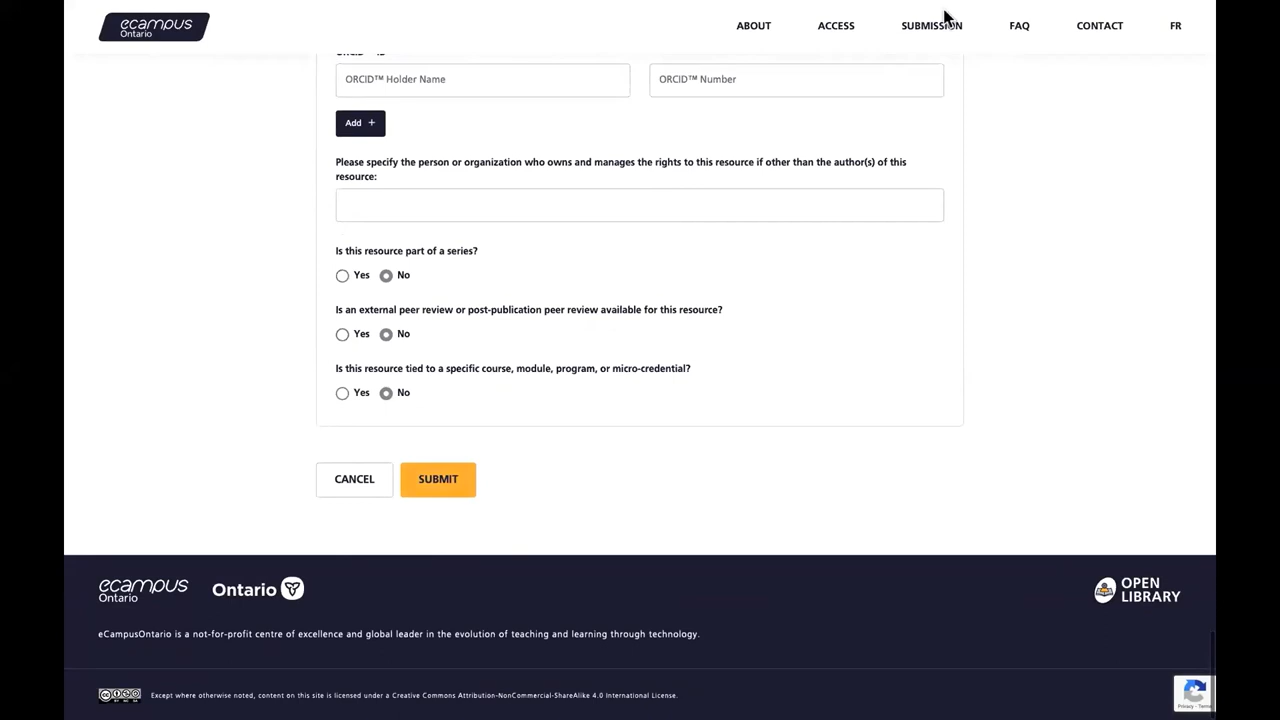 ecampus
Ontario
ABOUT
ACCESS
SUBMISSION
FAQ
CONTACT
FR
ORCID™ Holder Name
ORCID™ Number
Add +
Please specify the person or organization who owns and manages the rights to this resource if other than the author(s) of this
resource:
Is this resource part of a series?
Yes No
Is an external peer review or post-publication peer review available for this resource?
Yes No
Is this resource tied to a specific course, module, program, or micro-credential?
Yes No
CANCEL
SUBMIT
ecampus
Ontario
Ontario
OPEN
LIBRARY
eCampusOntario is a not-for-profit centre of excellence and global leader in the evolution of teaching and learning through technology.
Except where otherwise noted, content on this site is licensed under a Creative Commons Attribution-NonCommercial-ShareAlike 4.0 International License.
Privacy - Terms